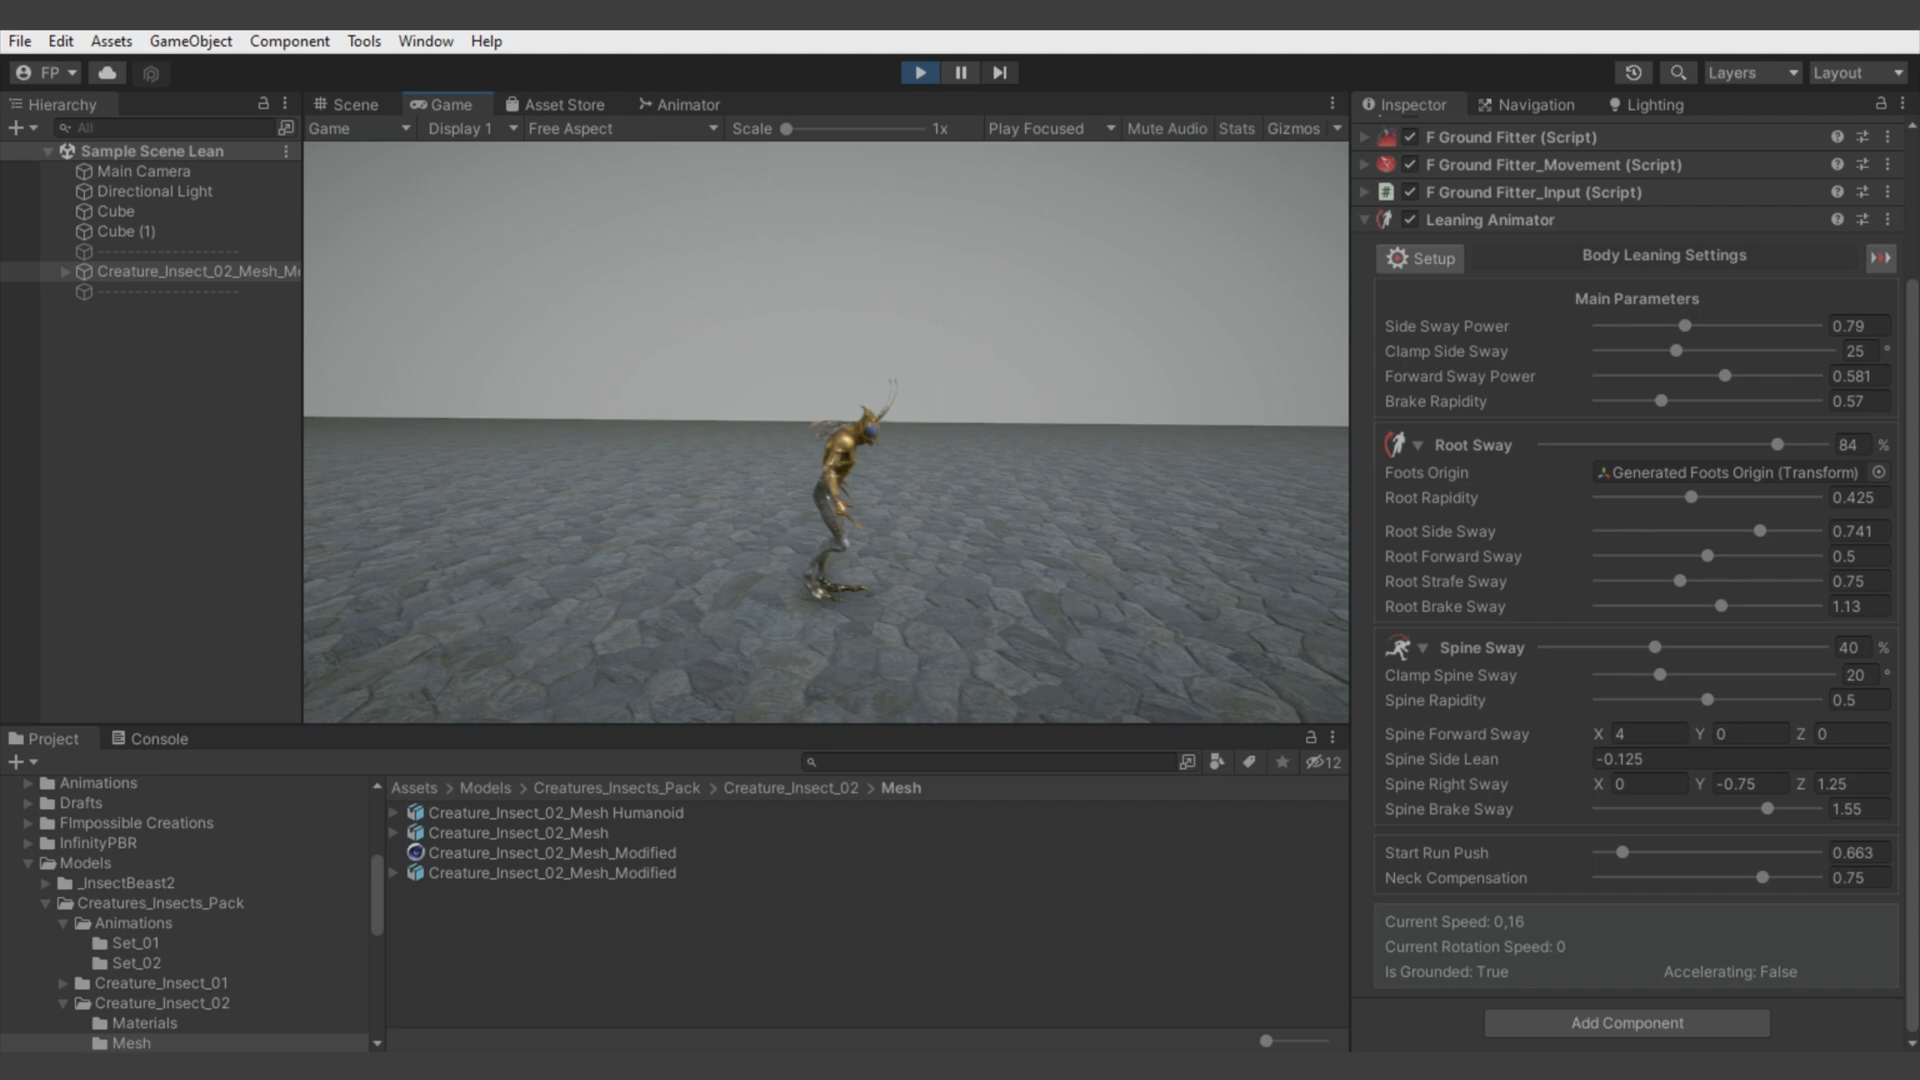 File Edit Assets GameObject Component Tools Window Help
FP
Layers Layout
Hierarchy
All
Sample Scene Lean
Main Camera
Directional Light
Cube
Cube (1)
--------------------
Creature_Insect_02_Mesh_M
--------------------
Scene Game Asset Store Animator
Game Display 1 Free Aspect Scale 1x Play Focused Mute Audio Stats Gizmos
Inspector Navigation Lighting
F Ground Fitter (Script)
F Ground Fitter_Movement (Script)
# F Ground Fitter_Input (Script)
Leaning Animator
Setup Body Leaning Settings
Main Parameters
Side Sway Power 0.79
Clamp Side Sway 25 °
Forward Sway Power 0.581
Brake Rapidity 0.57
Root Sway 84 %
Foots Origin Generated Foots Origin (Transform)
Root Rapidity 0.425
Root Side Sway 0.741
Root Forward Sway 0.5
Root Strafe Sway 0.75
Root Brake Sway 1.13
Spine Sway 40 %
Clamp Spine Sway 20 °
Spine Rapidity 0.5
Spine Forward Sway X 4 Y 0 Z 0
Spine Side Lean -0.125
Spine Right Sway X 0 Y -0.75 Z 1.25
Spine Brake Sway 1.55
Start Run Push 0.663
Neck Compensation 0.75
Current Speed: 0,16
Current Rotation Speed: 0
Is Grounded: True Accelerating: False
Add Component
Project Console
12
Animations
Drafts
FImpossible Creations
InfinityPBR
Models
_InsectBeast2
Creatures_Insects_Pack
Animations
Set_01
Set_02
Creature_Insect_01
Creature_Insect_02
Materials
Mesh
Assets > Models > Creatures_Insects_Pack > Creature_Insect_02 > Mesh
Creature_Insect_02_Mesh Humanoid
Creature_Insect_02_Mesh
Creature_Insect_02_Mesh_Modified
Creature_Insect_02_Mesh_Modified